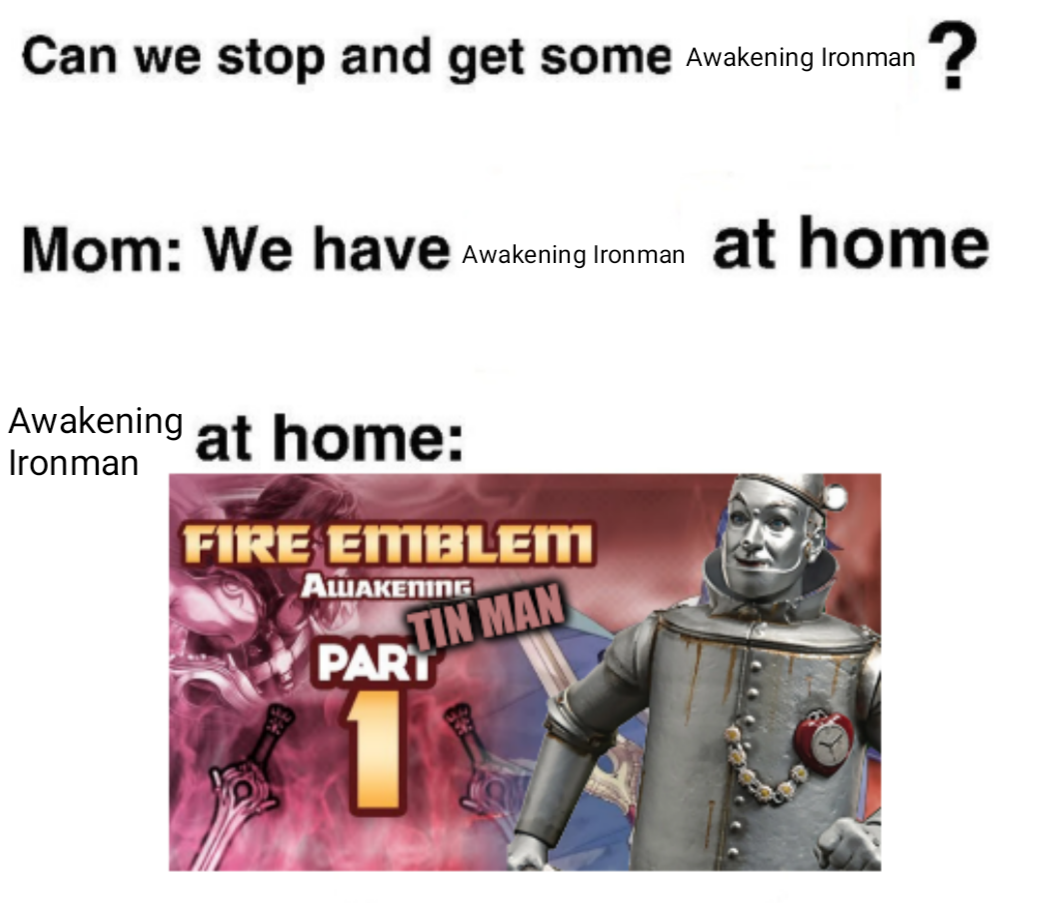 Can we stop and get some Awakening Ironman ?
Mom: We have Awakening Ironman at home
Awakening
Ironman at home:
FIRE EMBLEM
AWAKENING
TIN MAN
PART
1